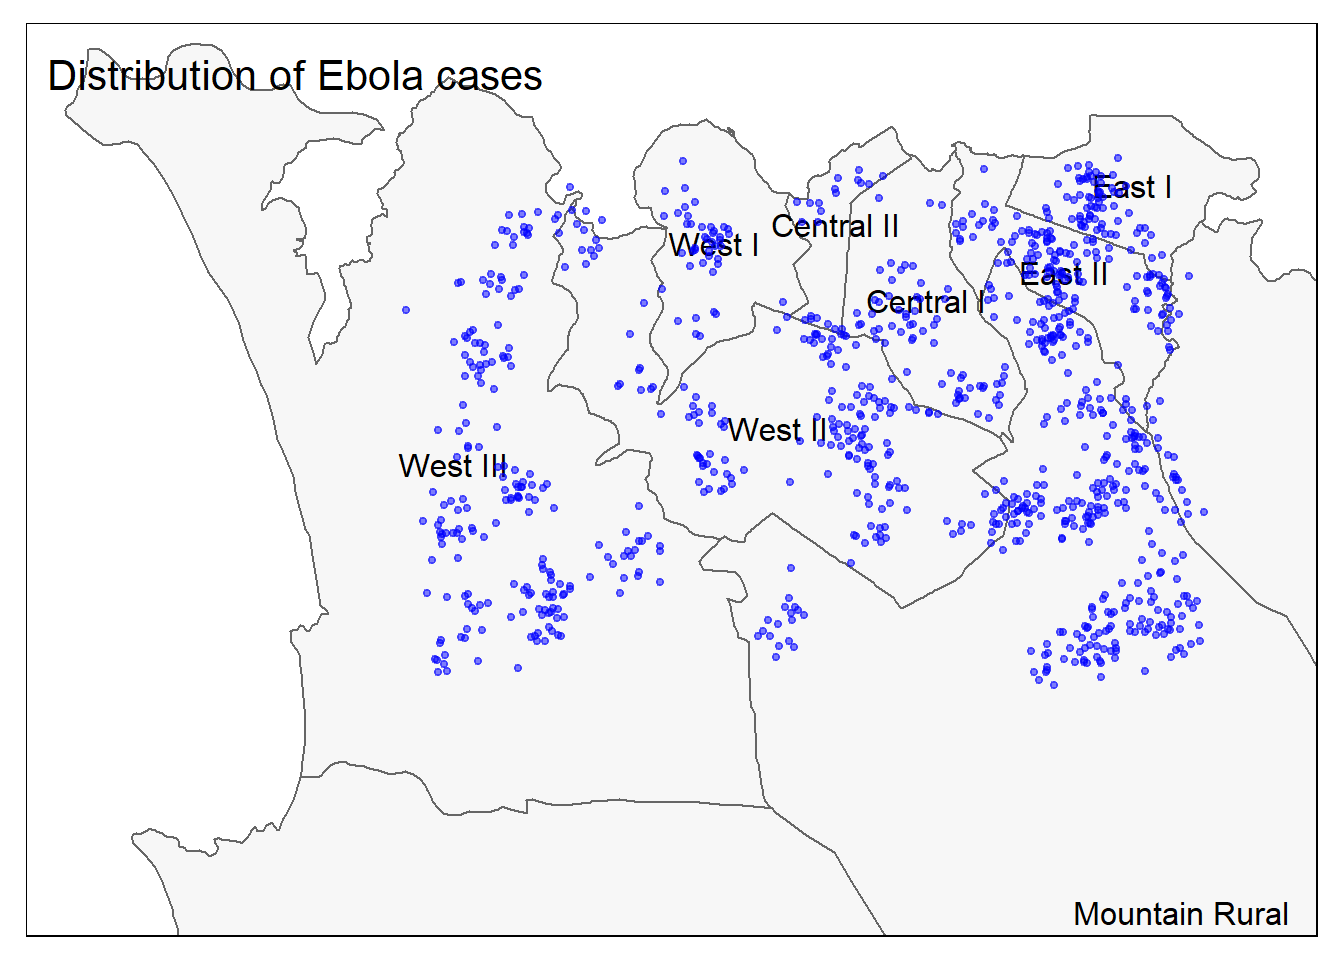 Distribution of Ebola cases
East I
Central II
West I
East II
Central I
West II
West III
Mountain Rural